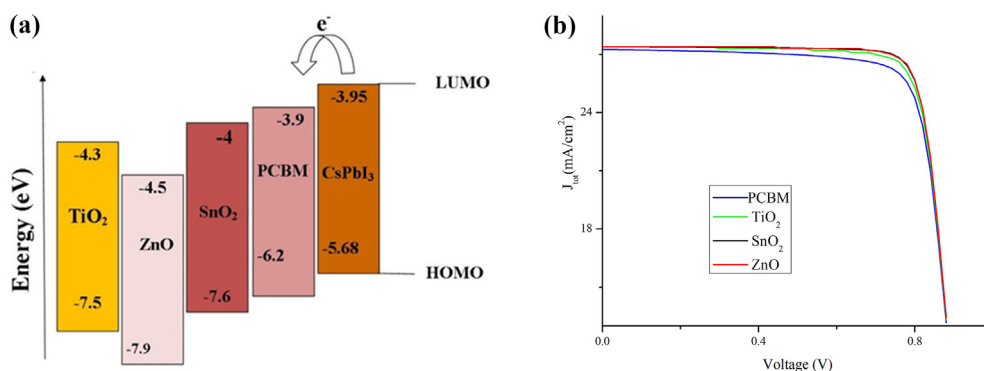 (a)
e⁻
LUMO
-3.95
-3.9
-4
-4.3
-4.5
PCBM
CsPbI₃
TiO₂
SnO₂
ZnO
-5.68
-6.2
HOMO
-7.5
-7.6
-7.9
Energy (eV)
(b)
J_tot(mA/cm²)
24
18
PCBM
TiO₂
SnO₂
ZnO
0.0
0.4
0.8
Voltage (V)